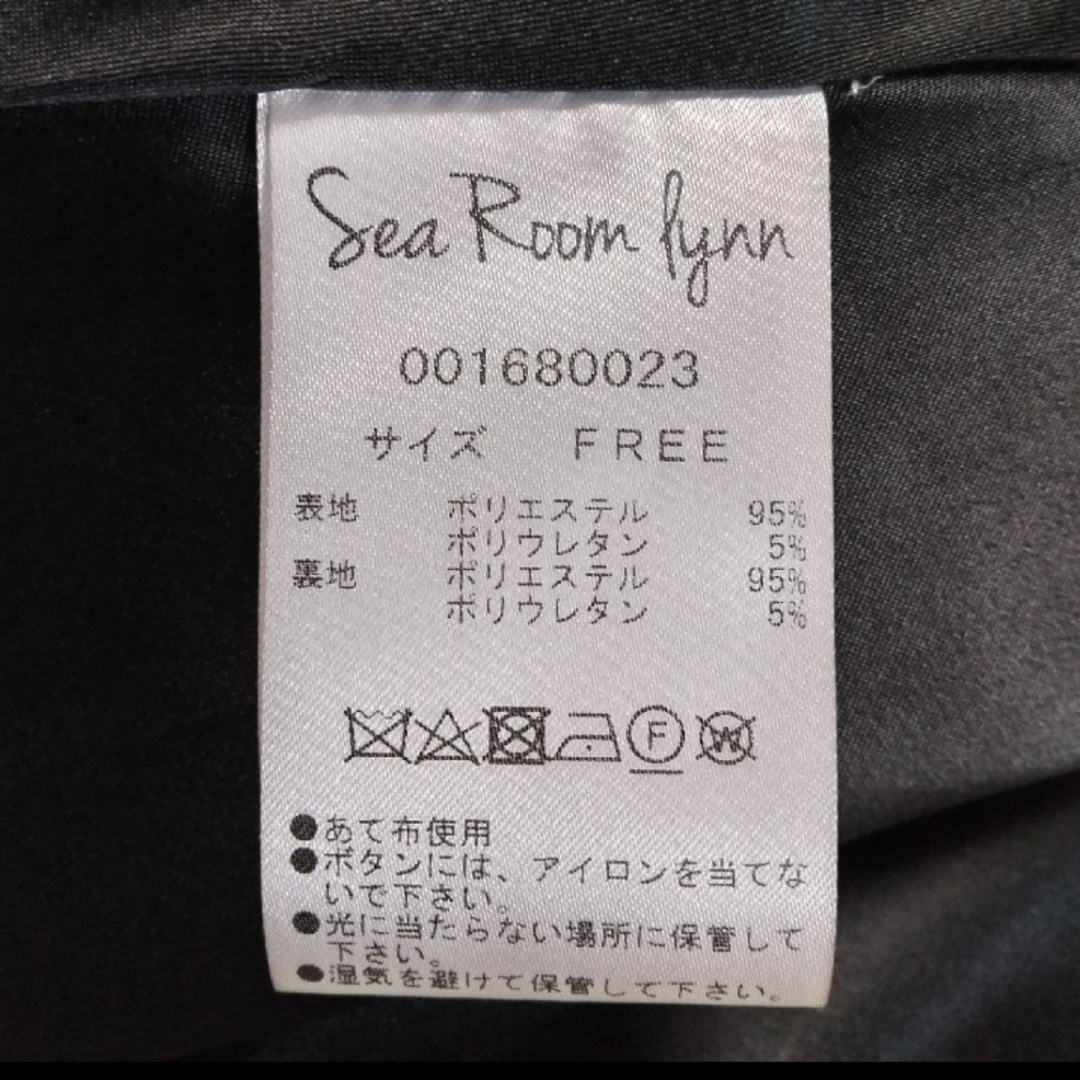 Sea Room lynn
001680023
サイズ FREE
表地 ポリエステル 95%
ポリウレタン 5%
裏地 ポリエステル 95%
ポリウレタン 5%
F W
●あて布使用
●ボタンには、アイロンを当てな
いで下さい。
●光に当たらない場所に保管して
下さい。
●湿気を避けて保管して下さい。